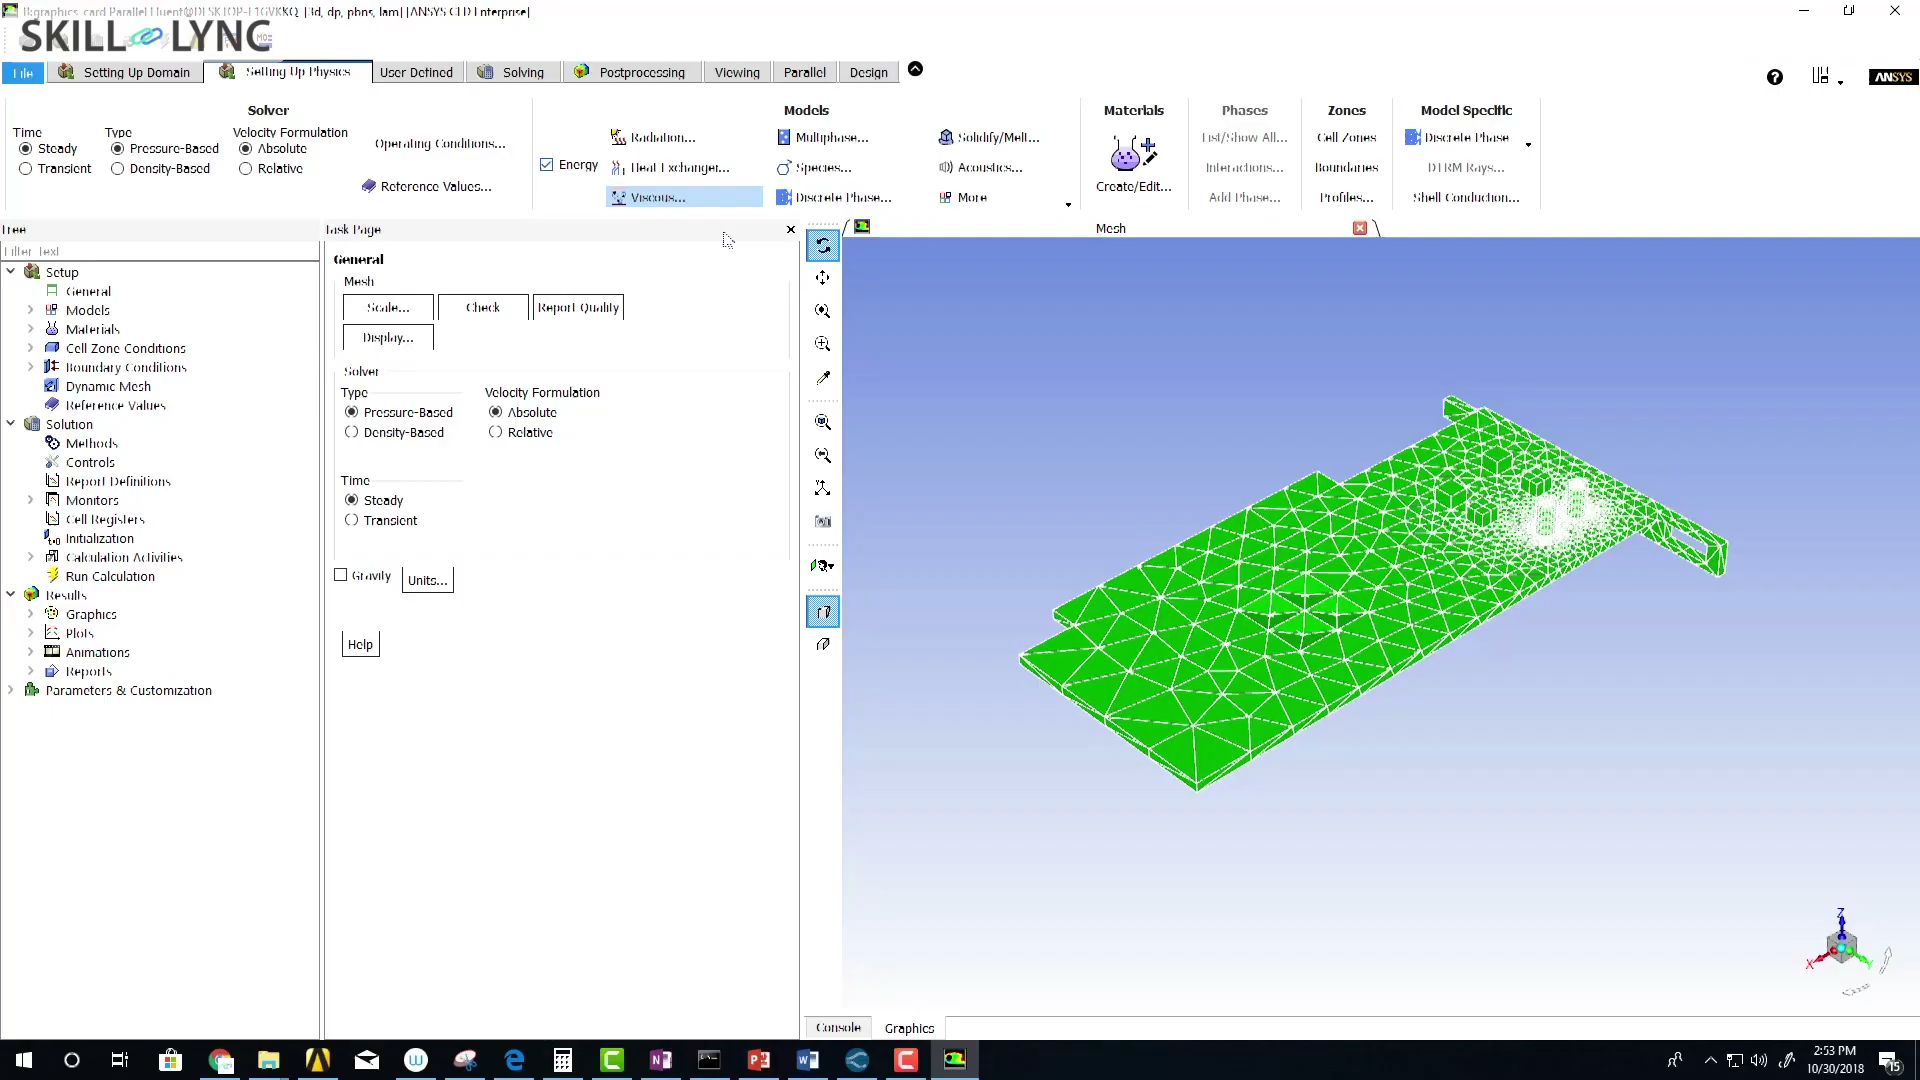 SKILL LYNC
File
Setting Up Domain
Setting Up Physics
User Defined
Solving
Postprocessing
Viewing
Parallel
Design
ANSYS
Solver
Time
Steady
Transient
Type
Pressure-Based
Density-Based
Velocity Formulation
Absolute
Relative
Operating Conditions...
Reference Values...
Models
Energy
Radiation...
Heat Exchanger...
Viscous...
Multiphase...
Species...
Discrete Phase...
Solidify/Melt...
Acoustics...
More
Materials
Create/Edit...
Phases
List/Show All...
Interactions...
Add Phase...
Zones
Cell Zones
Boundaries
Profiles...
Model Specific
Discrete Phase
DTRM Rays...
Shell Conduction...
Tree
Filter Text
Setup
General
Models
Materials
Cell Zone Conditions
Boundary Conditions
Dynamic Mesh
Reference Values
Solution
Methods
Controls
Report Definitions
Monitors
Cell Registers
Initialization
Calculation Activities
Run Calculation
Results
Graphics
Plots
Animations
Reports
Parameters & Customization
Task Page
General
Mesh
Scale...
Check
Report Quality
Display...
Solver
Type
Pressure-Based
Density-Based
Velocity Formulation
Absolute
Relative
Time
Steady
Transient
Gravity
Units...
Help
Mesh
Z
X
Y
Console
Graphics
2:53 PM
10/30/2018
15